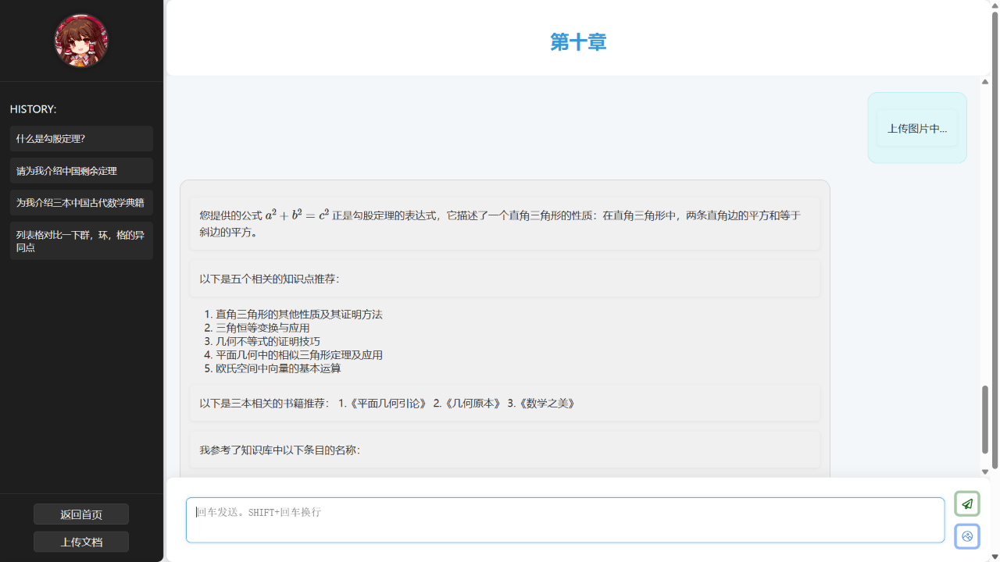 HISTORY:
什么是勾股定理?
请为我介绍中国剩余定理
为我介绍三本中国古代数学典籍
列表格对比一下群，环，格的异
同点
返回首页
上传文档
第十章
上传图片中...
您提供的公式 a² + b² = c² 正是勾股定理的表达式，它描述了一个直角三角形的性质：在直角三角形中，两条直角边的平方和等于
斜边的平方。
以下是五个相关的知识点推荐：
1. 直角三角形的其他性质及其证明方法
2. 三角恒等变换与应用
3. 几何不等式的证明技巧
4. 平面几何中的相似三角形定理及应用
5. 欧氏空间中向量的基本运算
以下是三本相关的书籍推荐： 1.《平面几何引论》 2.《几何原本》 3.《数学之美》
我参考了知识库中以下条目的名称：
回车发送。SHIFT+回车换行